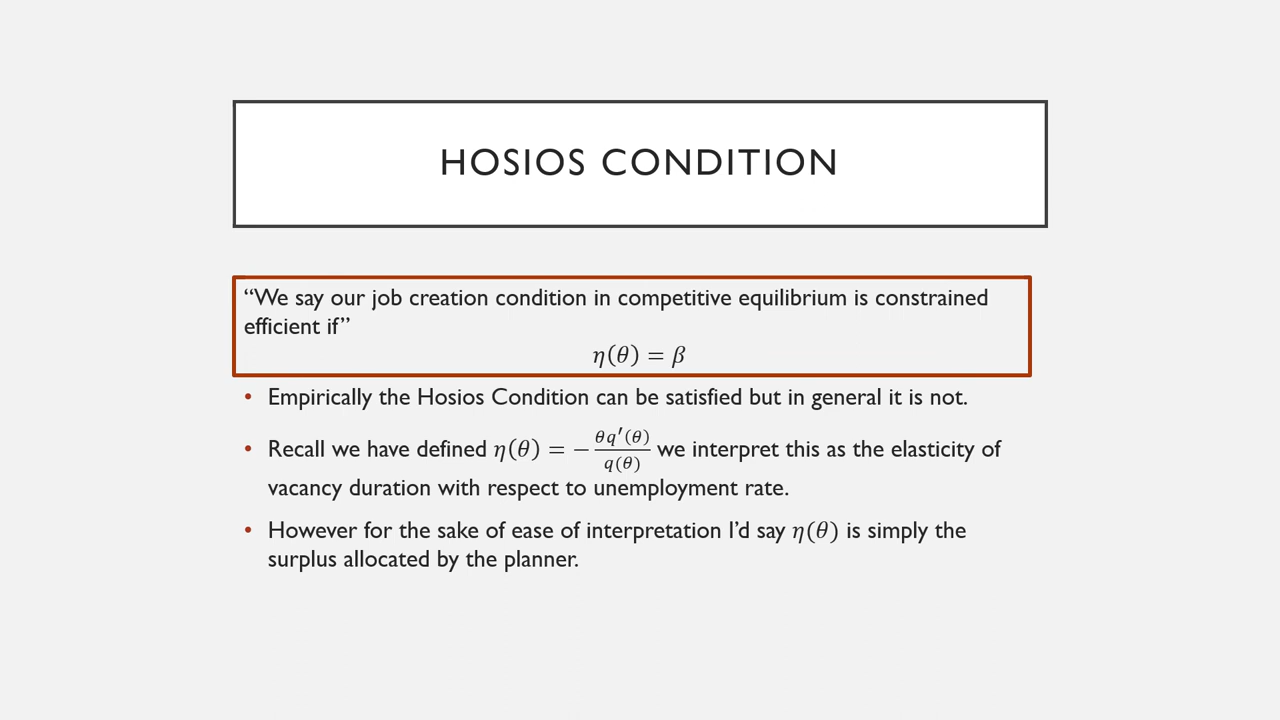 HOSIOS CONDITION
“We say our job creation condition in competitive equilibrium is constrained
efficient if”
η(θ) = β
• Empirically the Hosios Condition can be satisfied but in general it is not.
• Recall we have defined η(θ) = −θq′(θ)/q(θ) we interpret this as the elasticity of
vacancy duration with respect to unemployment rate.
• However for the sake of ease of interpretation I’d say η(θ) is simply the
surplus allocated by the planner.